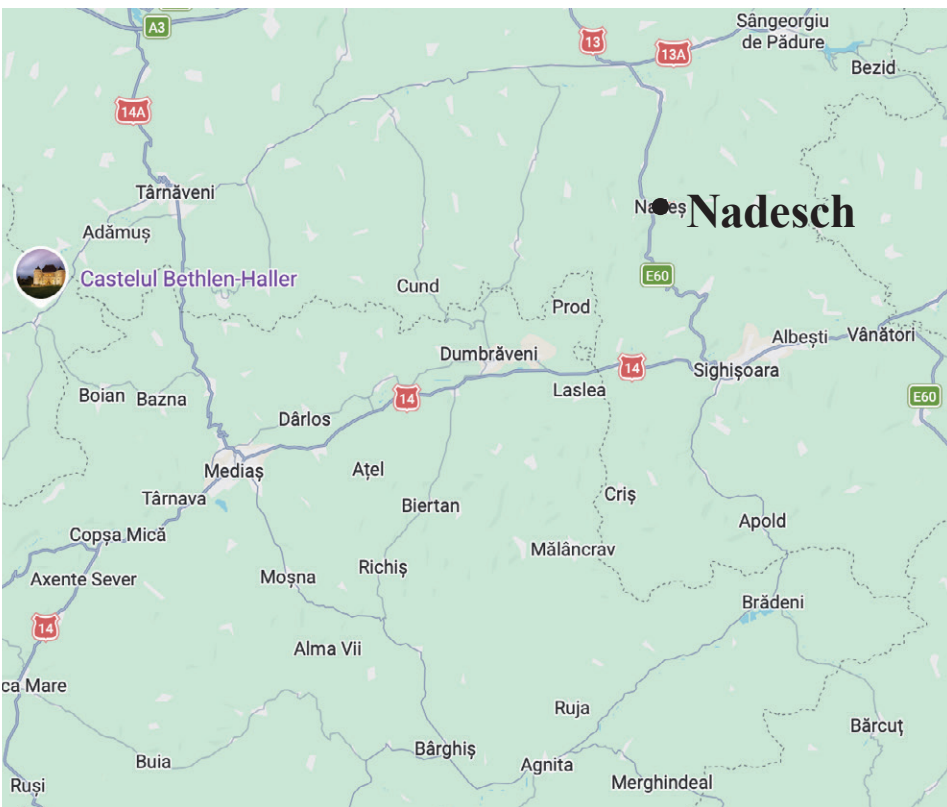 A3
13
13A
Sângeorgiu
de Pădure
Bezid
14A
Târnăveni
Nadesch
Adămuș
Castelul Bethlen-Haller
E60
Cund
Prod
Albești
Vânători
Dumbrăveni
14
Sighișoara
Laslea
E60
Boian
Bazna
14
Dârlos
Mediaș
Ațel
Târnava
Biertan
Criș
Apold
Copșa Mică
Mălâncrav
Axente Sever
Moșna
Richiș
Brădeni
14
Alma Vii
ca Mare
Ruja
Bărcuț
Buia
Bârghiș
Agnita
Ruși
Merghindeal